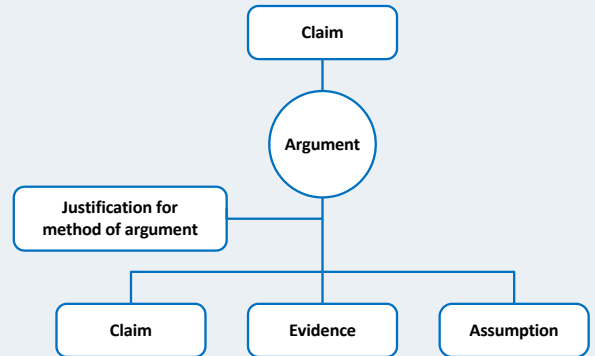 Claim
Argument
Justification for
method of argument
Claim
Evidence
Assumption